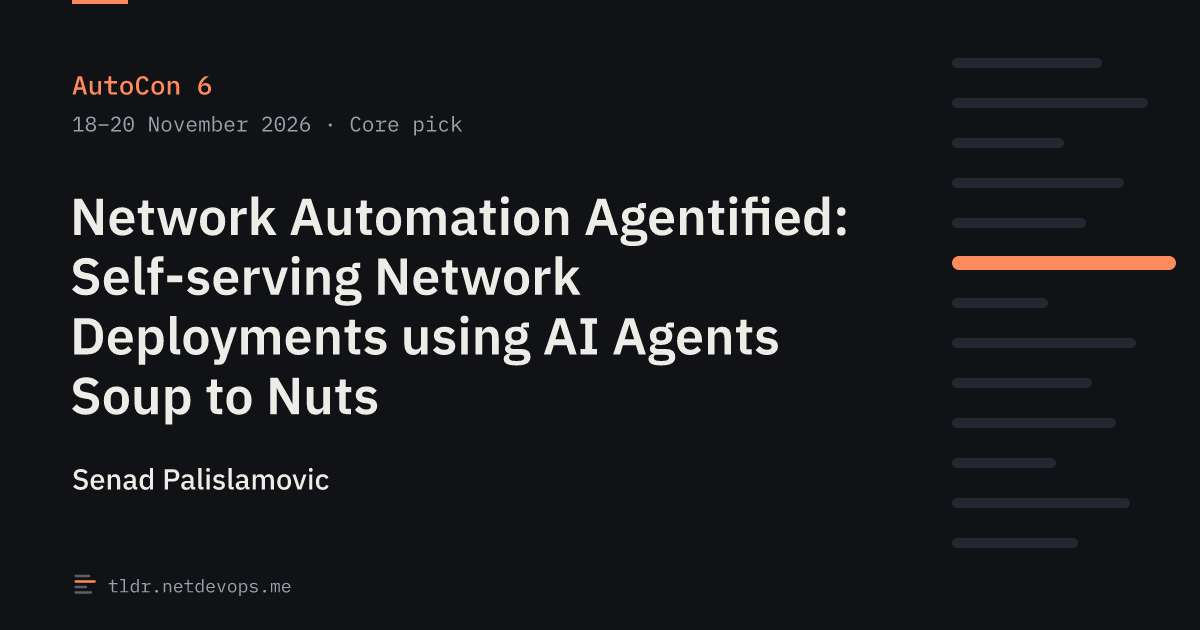 AutoCon 6
18–20 November 2026 · Core pick
Network Automation Agentified:
Self-serving Network
Deployments using AI Agents
Soup to Nuts
Senad Palislamovic
tldr.netdevops.me